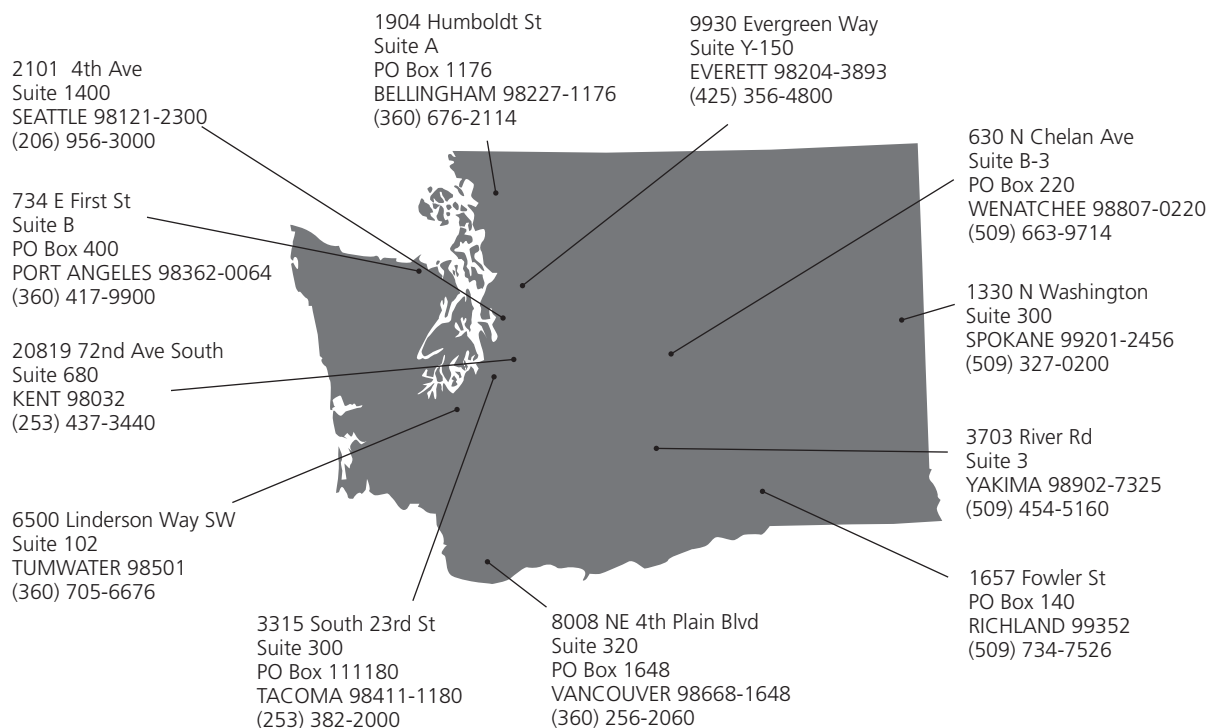 1904 Humboldt St
Suite A
PO Box 1176
BELLINGHAM 98227-1176
(360) 676-2114
9930 Evergreen Way
Suite Y-150
EVERETT 98204-3893
(425) 356-4800
2101  4th Ave
Suite 1400
SEATTLE 98121-2300
(206) 956-3000
630 N Chelan Ave
Suite B-3
PO Box 220
WENATCHEE 98807-0220
(509) 663-9714
734 E First St
Suite B
PO Box 400
PORT ANGELES 98362-0064
(360) 417-9900
1330 N Washington
Suite 300
SPOKANE 99201-2456
(509) 327-0200
20819 72nd Ave South
Suite 680
KENT 98032
(253) 437-3440
3703 River Rd
Suite 3
YAKIMA 98902-7325
(509) 454-5160
6500 Linderson Way SW
Suite 102
TUMWATER 98501
(360) 705-6676
1657 Fowler St
PO Box 140
RICHLAND 99352
(509) 734-7526
3315 South 23rd St
Suite 300
PO Box 111180
TACOMA 98411-1180
(253) 382-2000
8008 NE 4th Plain Blvd
Suite 320
PO Box 1648
VANCOUVER 98668-1648
(360) 256-2060